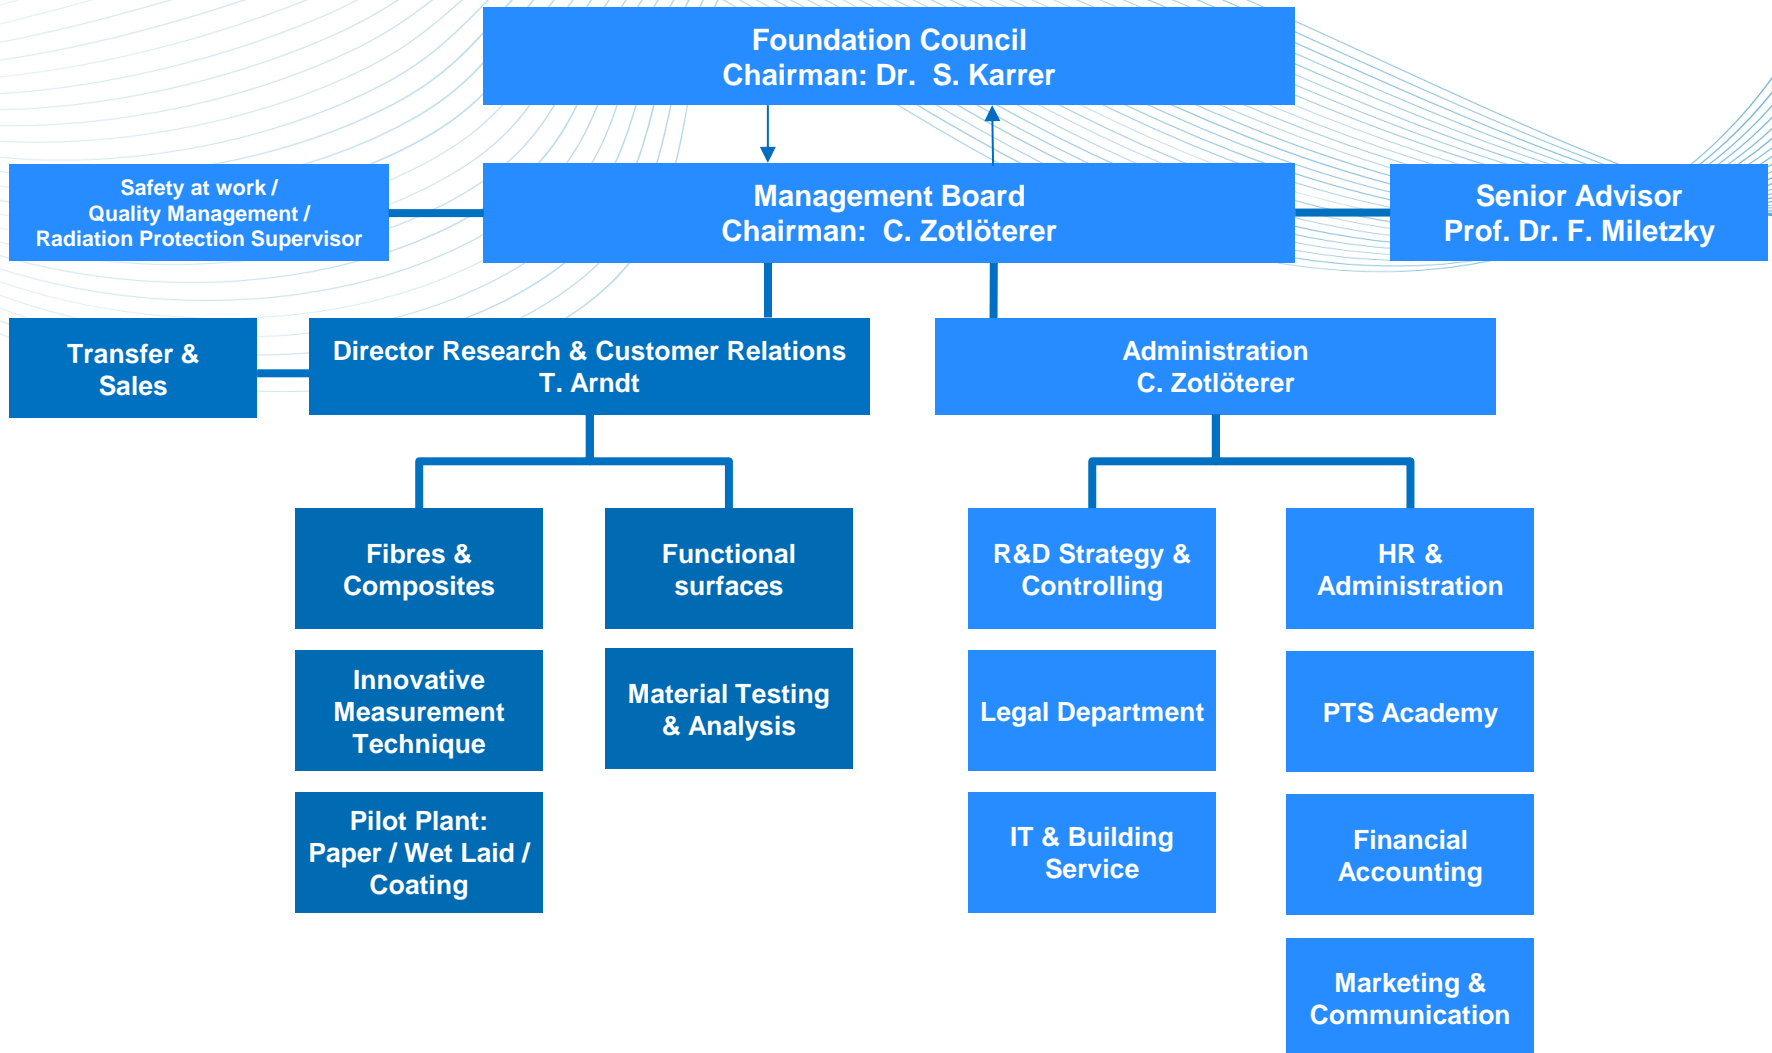 Foundation Council
Chairman: Dr. S. Karrer
Safety at work /
Quality Management /
Radiation Protection Supervisor
Management Board
Chairman: C. Zotlöterer
Senior Advisor
Prof. Dr. F. Miletzky
Transfer &
Sales
Director Research & Customer Relations
T. Arndt
Administration
C. Zotlöterer
Fibres &
Composites
Functional
surfaces
R&D Strategy &
Controlling
HR &
Administration
Innovative
Measurement
Technique
Material Testing
& Analysis
Legal Department
PTS Academy
Pilot Plant:
Paper / Wet Laid /
Coating
IT & Building
Service
Financial
Accounting
Marketing &
Communication